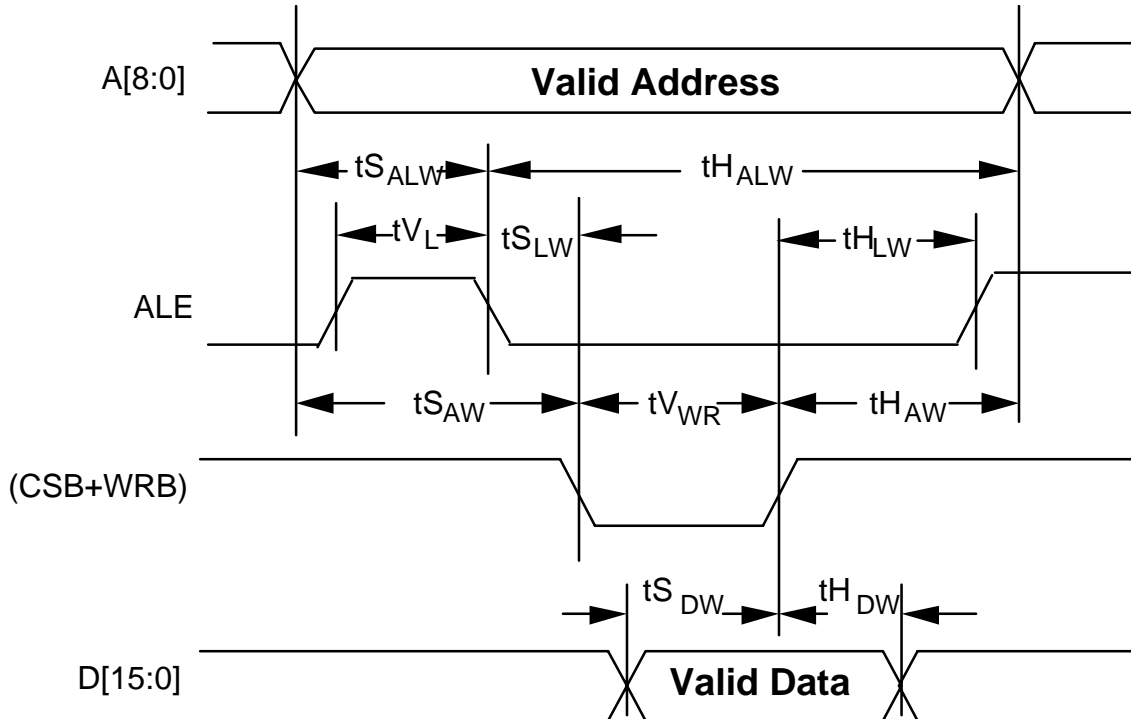 A[8:0]
Valid Address
tS ALW
tH ALW
tV L
tS LW
tH LW
ALE
tS AW
tV WR
tH AW
(CSB+WRB)
tS DW
tH DW
D[15:0]
Valid Data